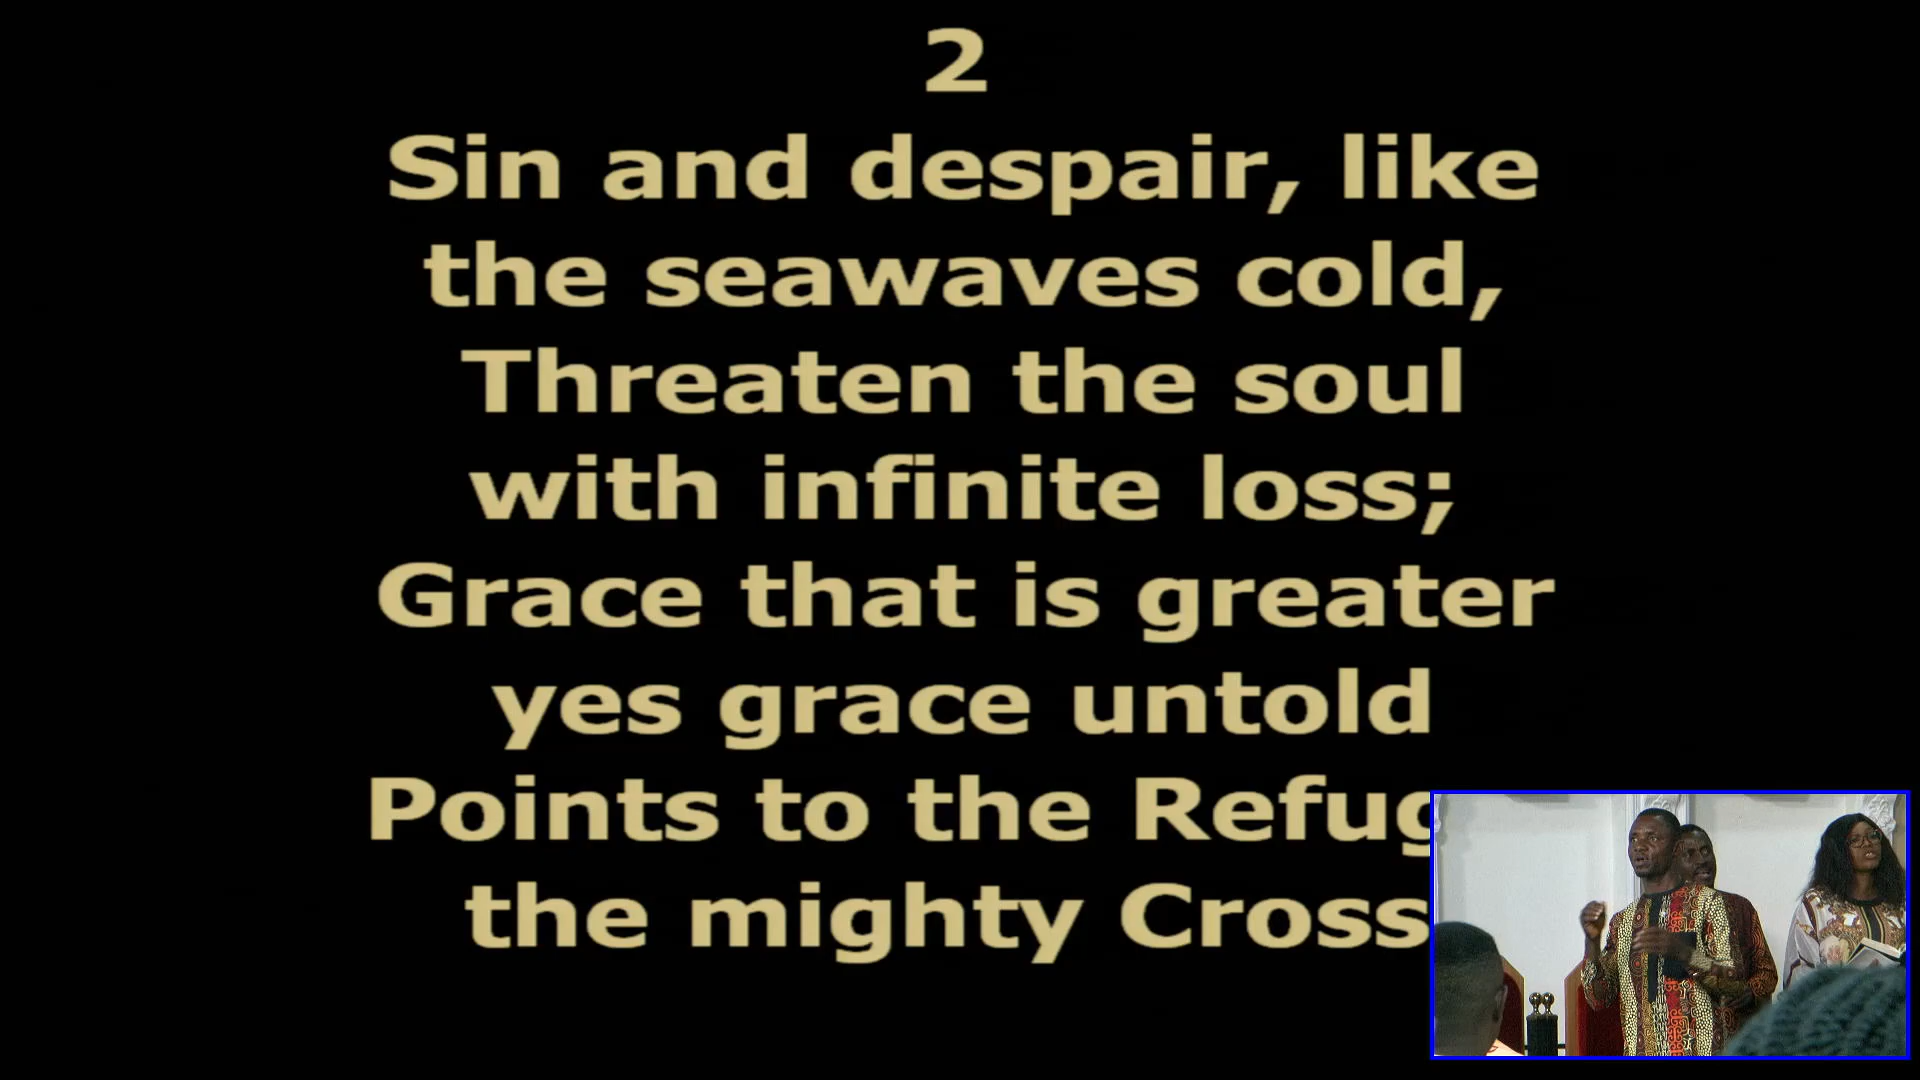 2
Sin and despair, like
the seawaves cold,
Threaten the soul
with infinite loss;
Grace that is greater
yes grace untold
Points to the
the mighty Cross